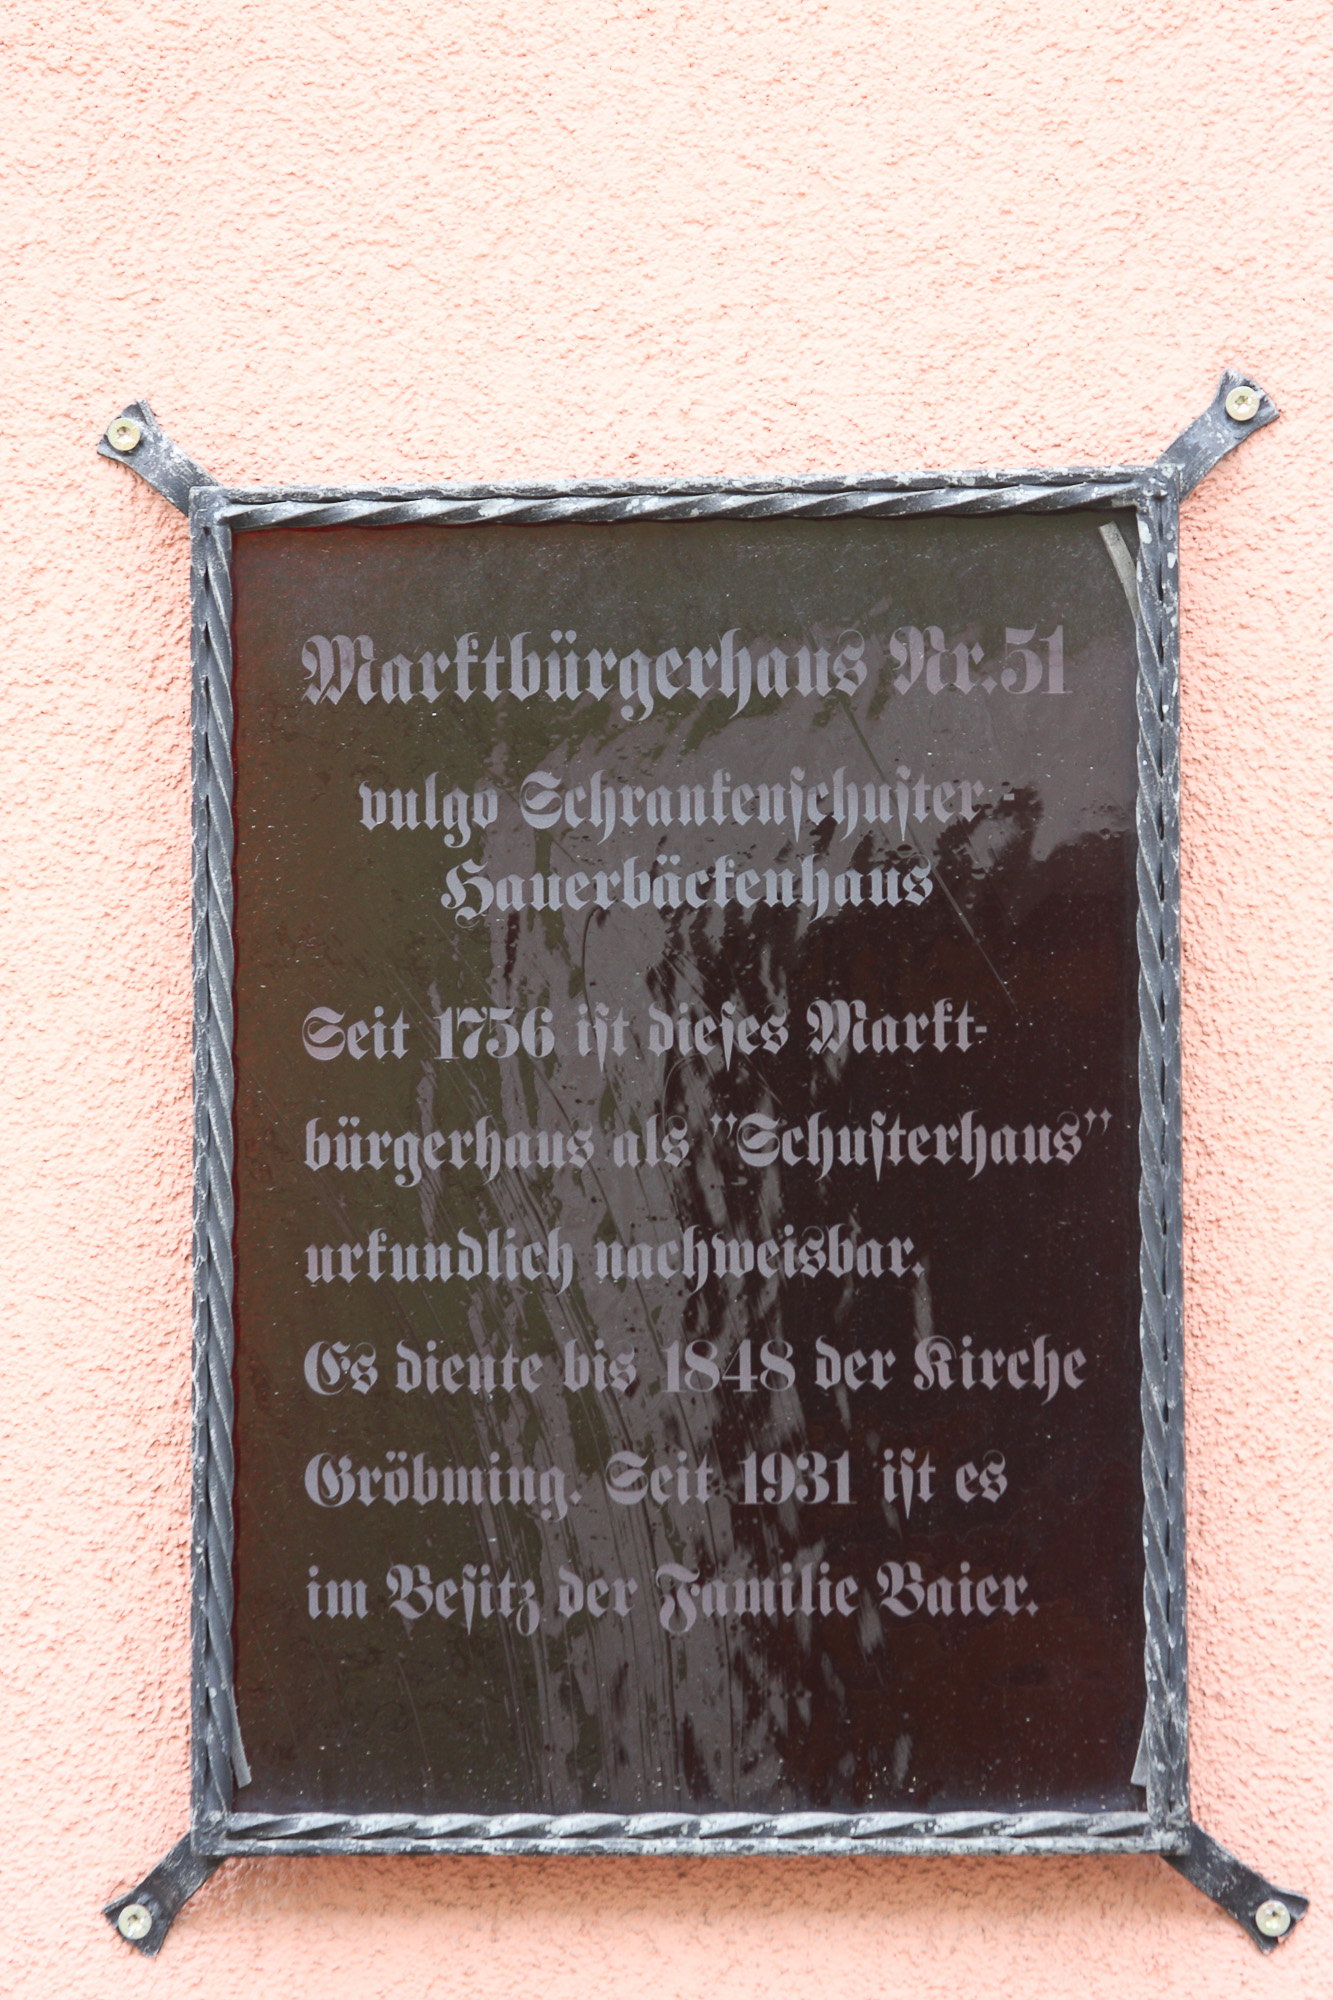 Marktbürgerhaus Nr. 51
vulgo Schrankenschuster -
Hauerbäckenhaus
Seit 1756 ist dieses Markt-
bürgerhaus als "Schusterhaus"
urkundlich nachweisbar.
Es diente bis 1848 der Kirche
Gröbming. Seit 1931 ist es
im Besitz der Familie Baier.